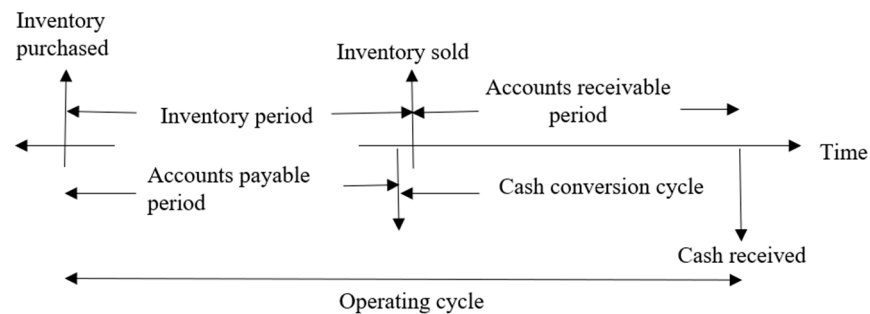 Inventory
purchased
Inventory sold
Accounts receivable
period
Inventory period
Time
Accounts payable
period
Cash conversion cycle
Cash received
Operating cycle